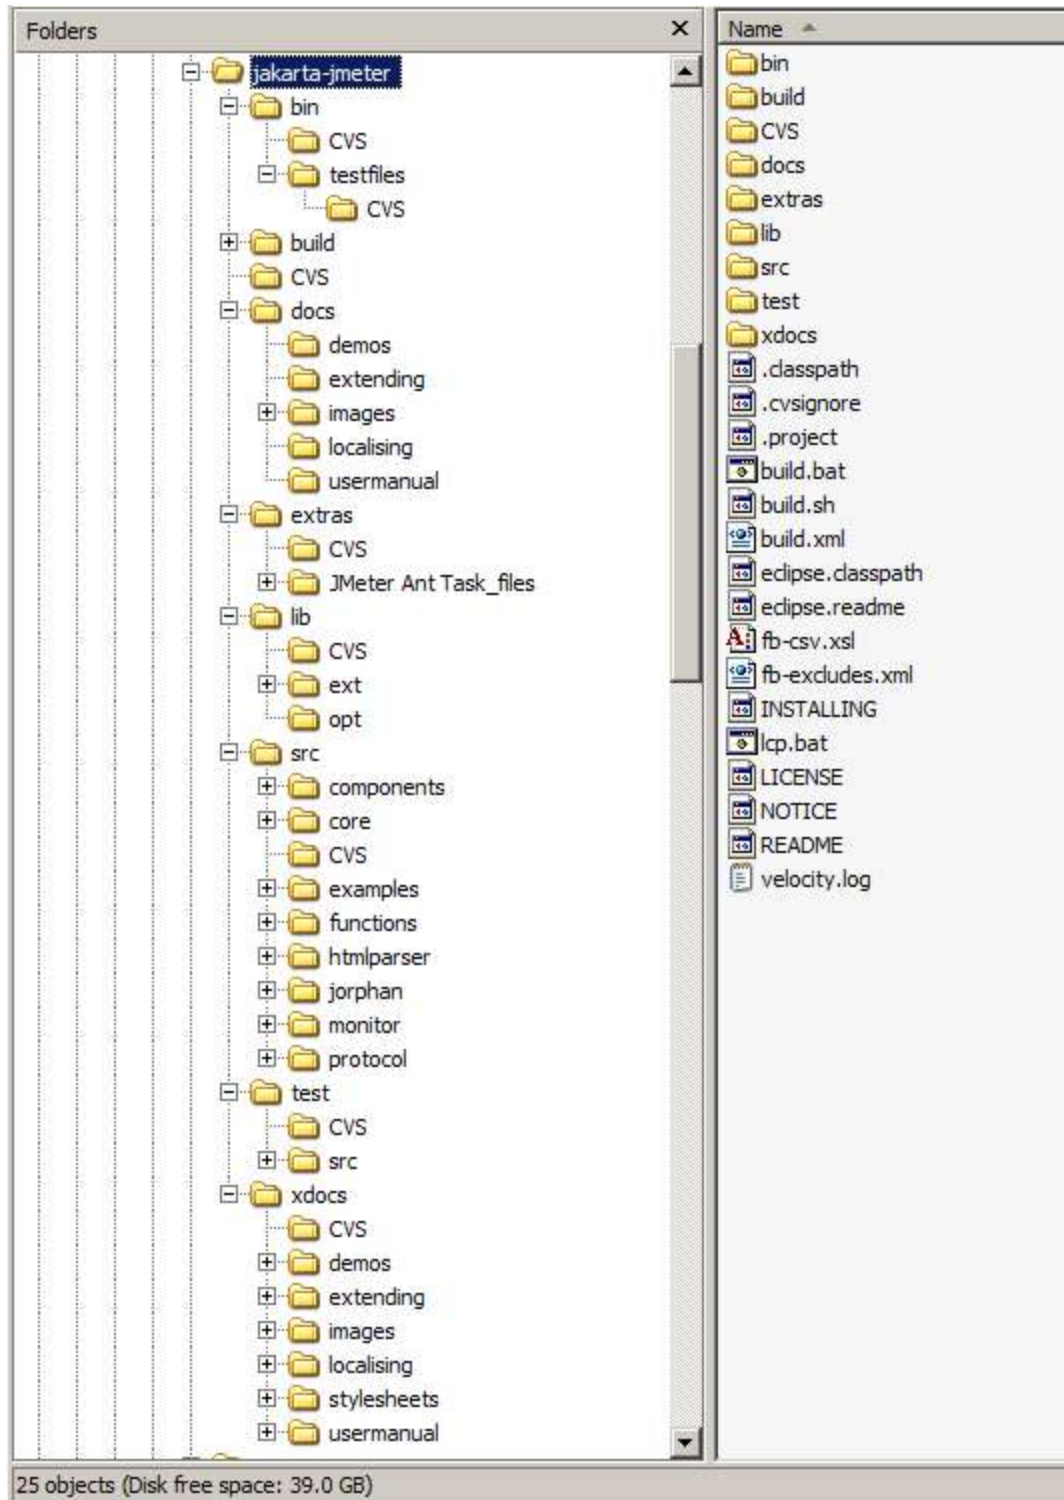 Folders
jakarta-jmeter
bin
CVS
testfiles
CVS
build
CVS
docs
demos
extending
images
localising
usermanual
extras
CVS
JMeter Ant Task_files
lib
CVS
ext
opt
src
components
core
CVS
examples
functions
htmlparser
jorphan
monitor
protocol
test
CVS
src
xdocs
CVS
demos
extending
images
localising
stylesheets
usermanual
Name
bin
build
CVS
docs
extras
lib
src
test
xdocs
.classpath
.cvsignore
.project
build.bat
build.sh
build.xml
eclipse.classpath
eclipse.readme
fb-csv.xsl
fb-excludes.xml
INSTALLING
lcp.bat
LICENSE
NOTICE
README
velocity.log
25 objects (Disk free space: 39.0 GB)